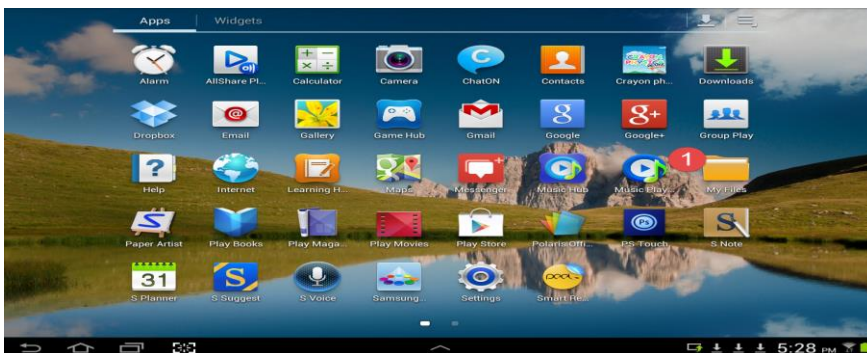 Apps Widgets
Alarm AllShare Pl... Calculator Camera ChatON Contacts Crayon ph... Downloads
Dropbox Email Gallery Game Hub Gmail Google Google+ Group Play
1
Help Internet Learning H... Maps Messenger Music Hub Music Play... My Files
Paper Artist Play Books Play Maga... Play Movies Play Store Polaris Offi... PS Touch S Note
31
S Planner S Suggest S Voice Samsung... Settings Smart Re...
5:28 PM